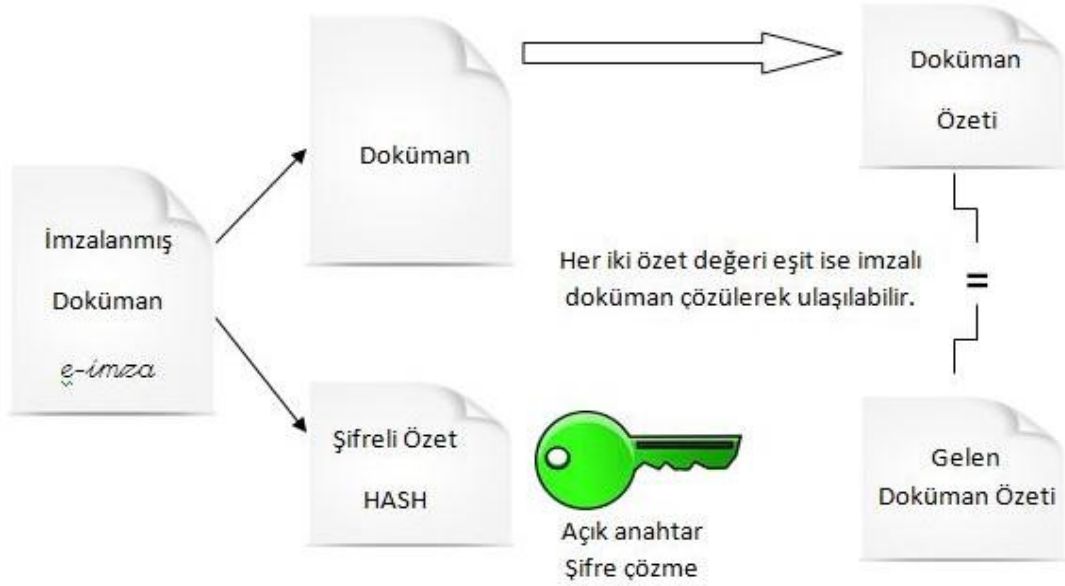 İmzalanmış
Doküman
e-imza
Doküman
Doküman
Özeti
Her iki özet değeri eşit ise imzalı
doküman çözülerek ulaşılabilir.
=
Şifreli Özet
HASH
Açık anahtar
Şifre çözme
Gelen
Doküman Özeti